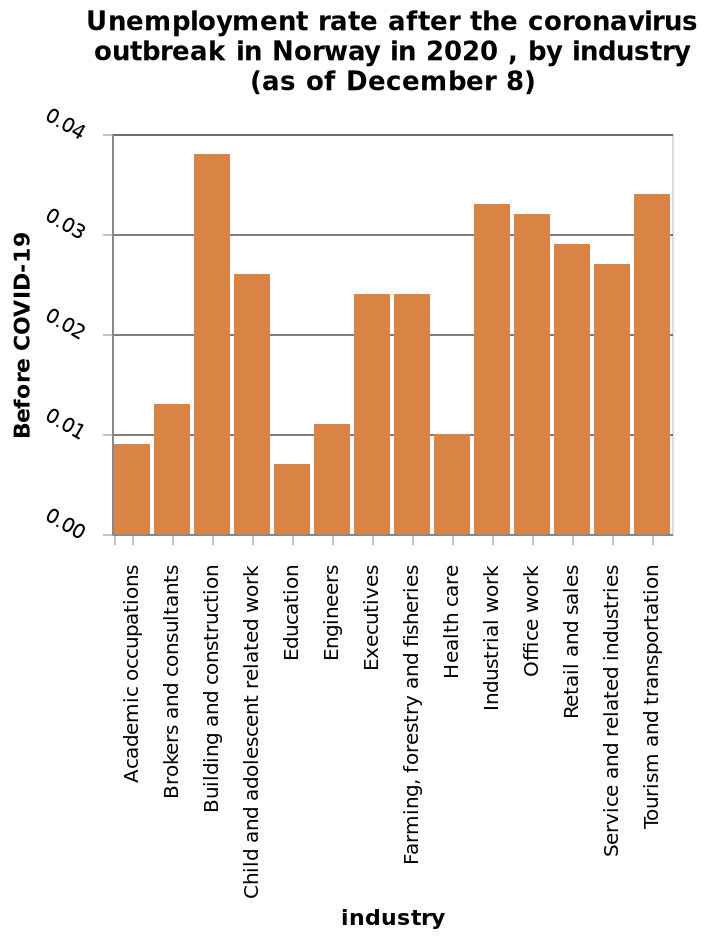 Unemployment rate after the coronavirus
outbreak in Norway in 2020 , by industry
(as of December 8)
Before COVID-19
0.04
0.03
0.02
0.01
0.00
Academic occupations
Brokers and consultants
Building and construction
Child and adolescent related work
Education
Engineers
Executives
Farming, forestry and fisheries
Health care
Industrial work
Office work
Retail and sales
Service and related industries
Tourism and transportation
industry